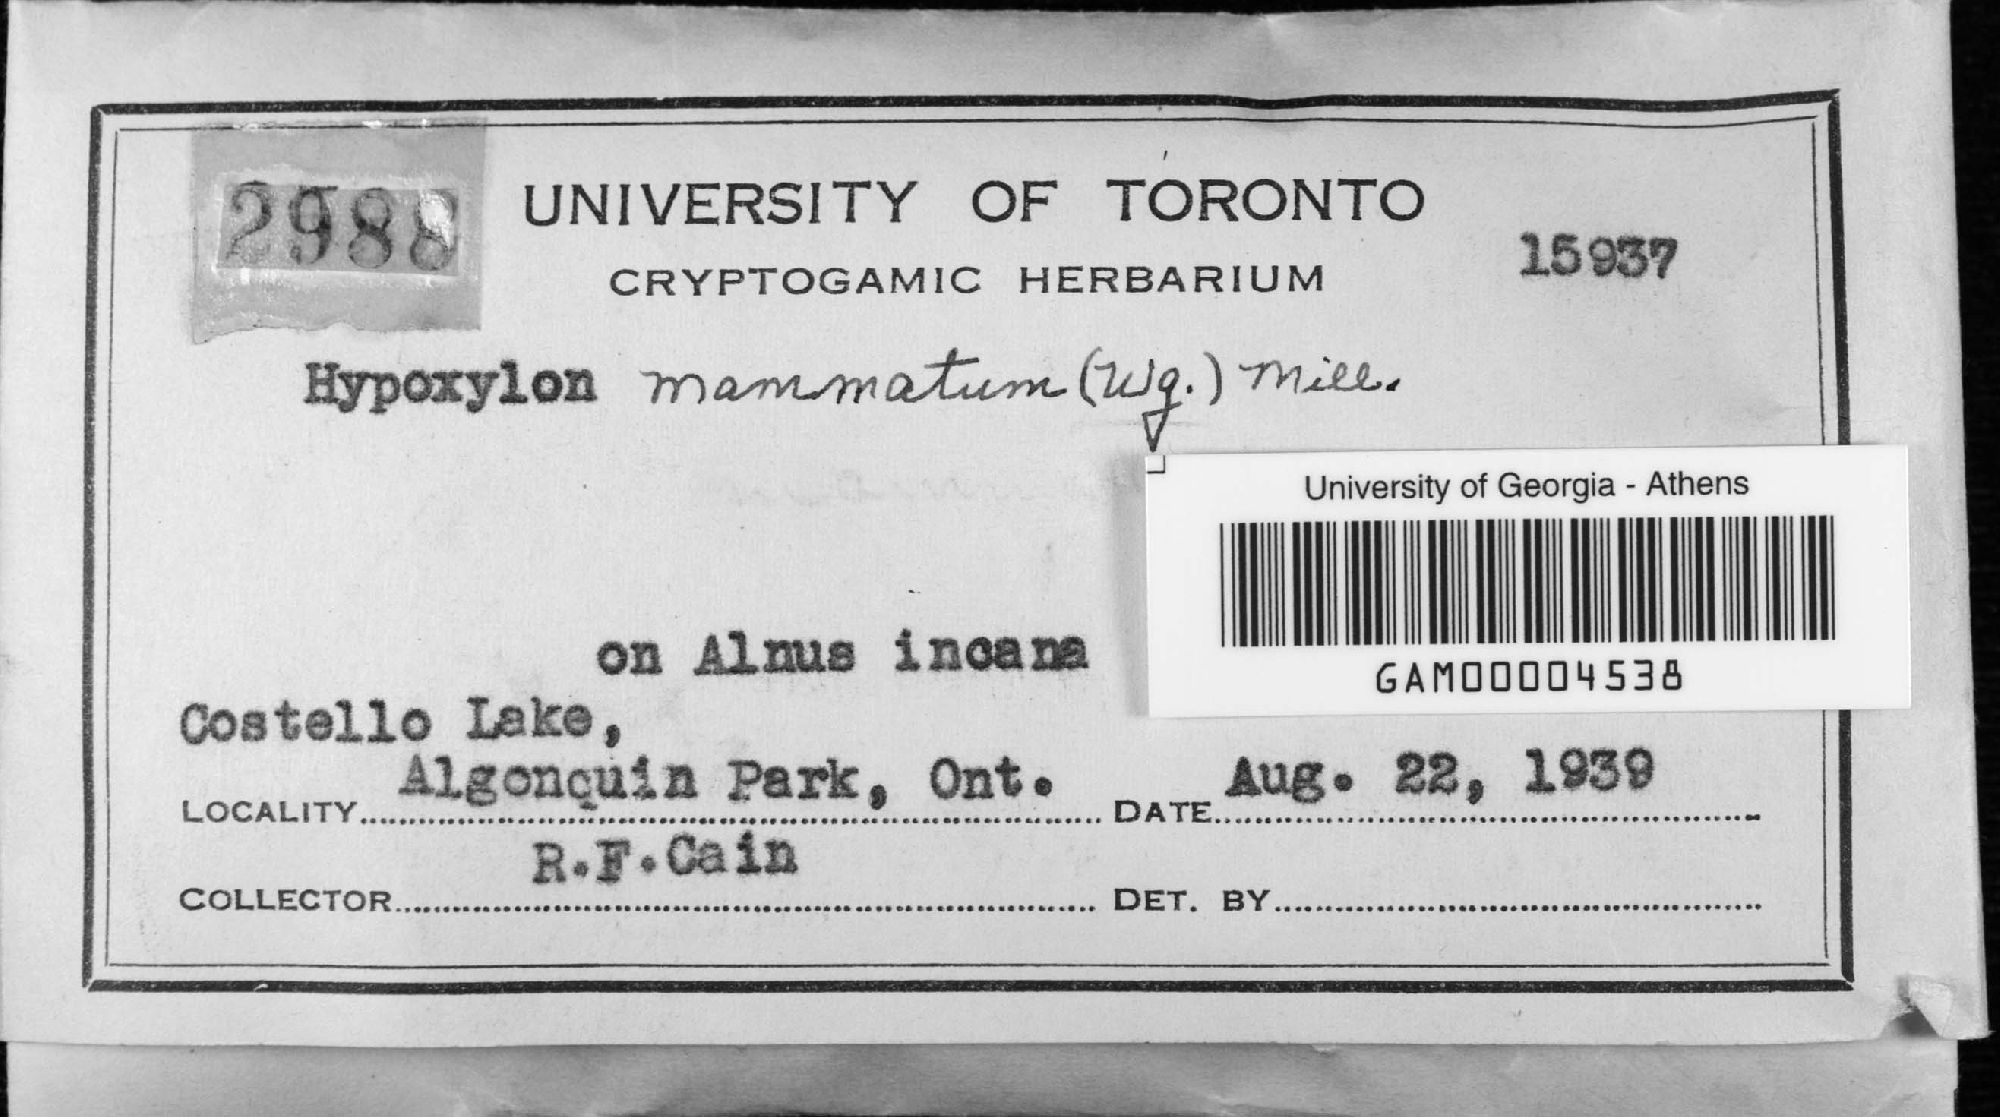 2988
UNIVERSITY OF TORONTO
CRYPTOGAMIC HERBARIUM
15937
Hypoxylon mammatum (Wg.) Mill.
University of Georgia - Athens
GAM00004538
on Alnus incana
Costello Lake,
Algonquin Park, Ont.
LOCALITY DATE Aug. 22, 1939
R.F.Cain
COLLECTOR DET. BY